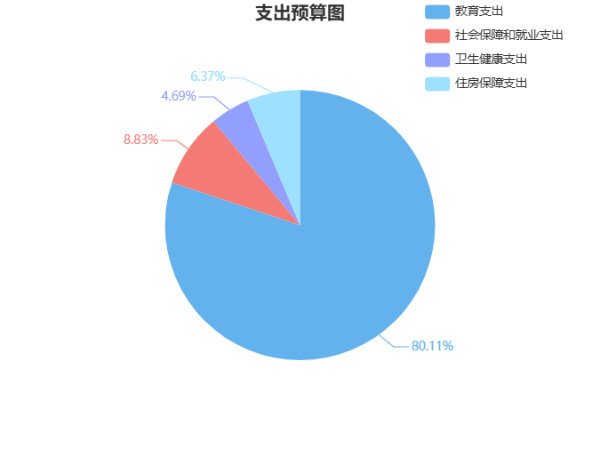 支出预算图
教育支出
社会保障和就业支出
卫生健康支出
住房保障支出
6.37%
4.69%
8.83%
80.11%